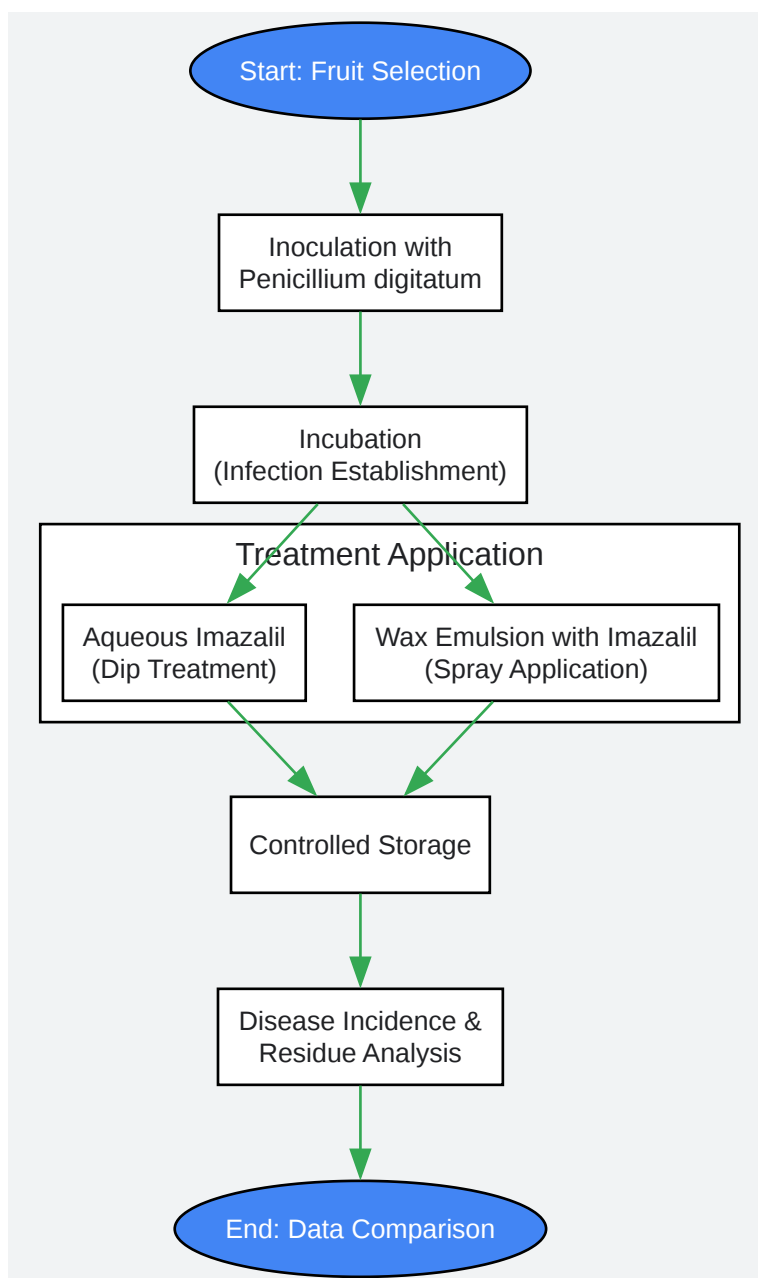 Start: Fruit Selection
Inoculation with
Penicillium digitatum
Incubation
(Infection Establishment)
Treatment Application
Aqueous Imazalil
(Dip Treatment)
Wax Emulsion with Imazalil
(Spray Application)
Controlled Storage
Disease Incidence &
Residue Analysis
End: Data Comparison